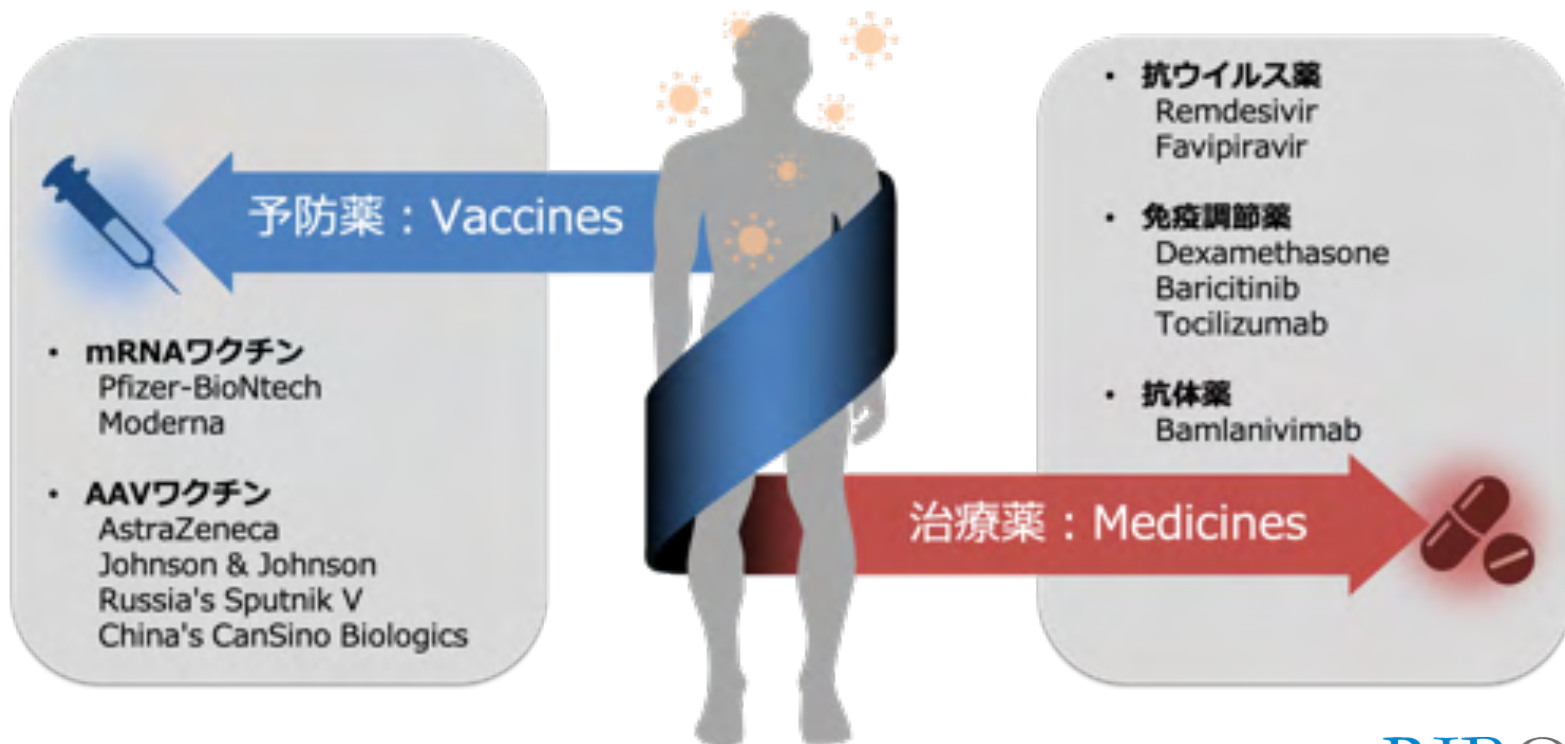 予防薬：Vaccines
• mRNAワクチン
Pfizer-BioNtech
Moderna
• AAVワクチン
AstraZeneca
Johnson & Johnson
Russia's Sputnik V
China's CanSino Biologics
• 抗ウイルス薬
Remdesivir
Favipiravir
• 免疫調節薬
Dexamethasone
Baricitinib
Tocilizumab
• 抗体薬
Bamlanivimab
治療薬：Medicines